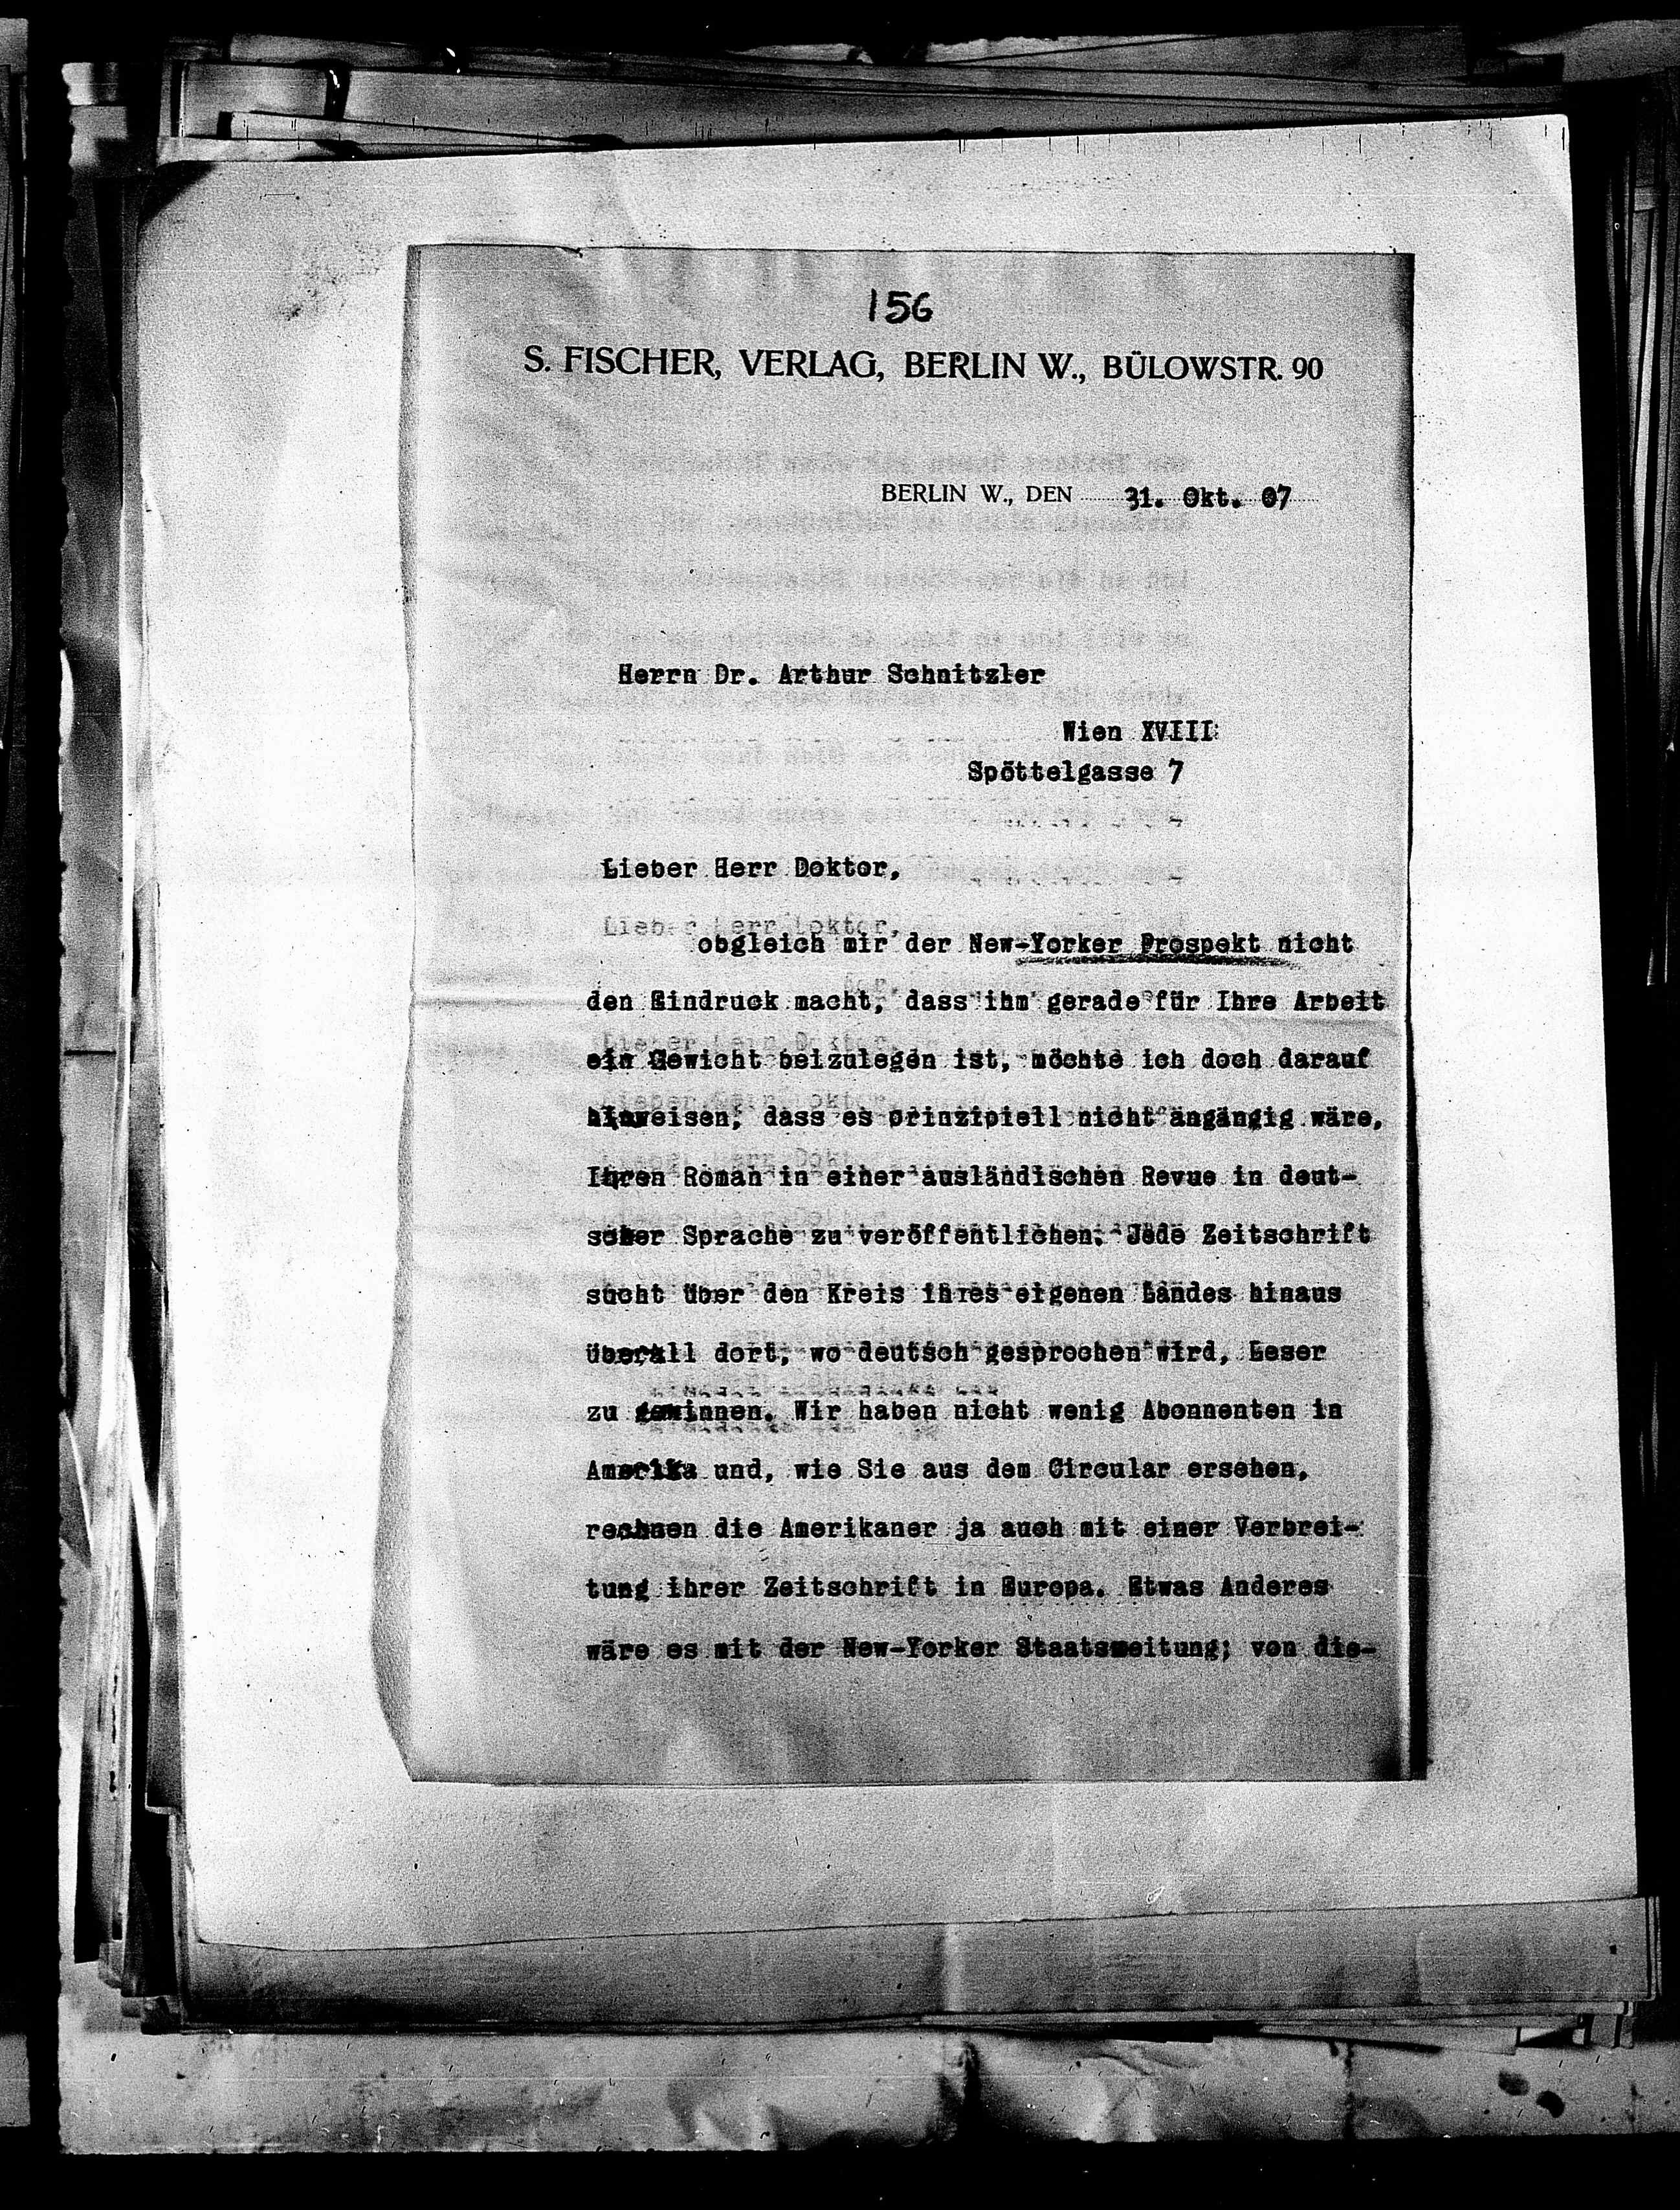 156
S. FISCHER, VERLAG, BERLIN W., BÜLOWSTR. 90
BERLIN W., DEN 31. Okt. 07
Herrn Dr. Arthur Schnitzler
Wien XVIII
Spöttelgasse 7
Lieber Herr Doktor,
obgleich mir der New-Yorker Prospekt nicht
den Eindruck macht, dass ihm gerade für Ihre Arbeit
ein Gewicht beizulegen ist, möchte ich doch darauf
hinweisen, dass es prinzipiell nicht angängig wäre,
Ihren Roman in einer ausländischen Revue in deut-
scher Sprache zu veröffentlichen. Jede Zeitschrift
sucht über den Kreis ihres eigenen Landes hinaus
überall dort, wo deutsch gesprochen wird, Leser
zu gewinnen. Wir haben nicht wenig Abonnenten in
Amerika und, wie Sie aus dem Circular ersehen,
rechnen die Amerikaner ja auch mit einer Verbrei-
tung ihrer Zeitschrift in Europa. Etwas Anderes
wäre es mit der New-Yorker Staatszeitung; von die-